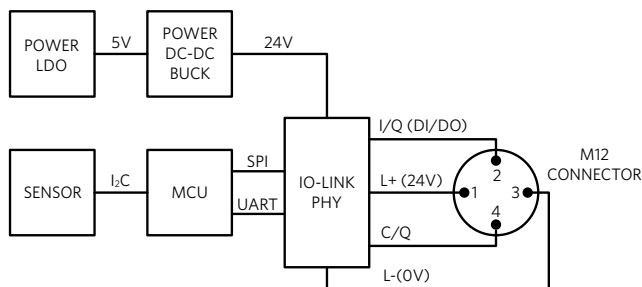 POWER
LDO
5V
POWER
DC-DC
BUCK
24V
I/Q (DI/DO)
M12
CONNECTOR
SENSOR
I₂C
MCU
SPI
UART
IO-LINK
PHY
L+ (24V)
C/Q
L-(0V)
2
1
3
4